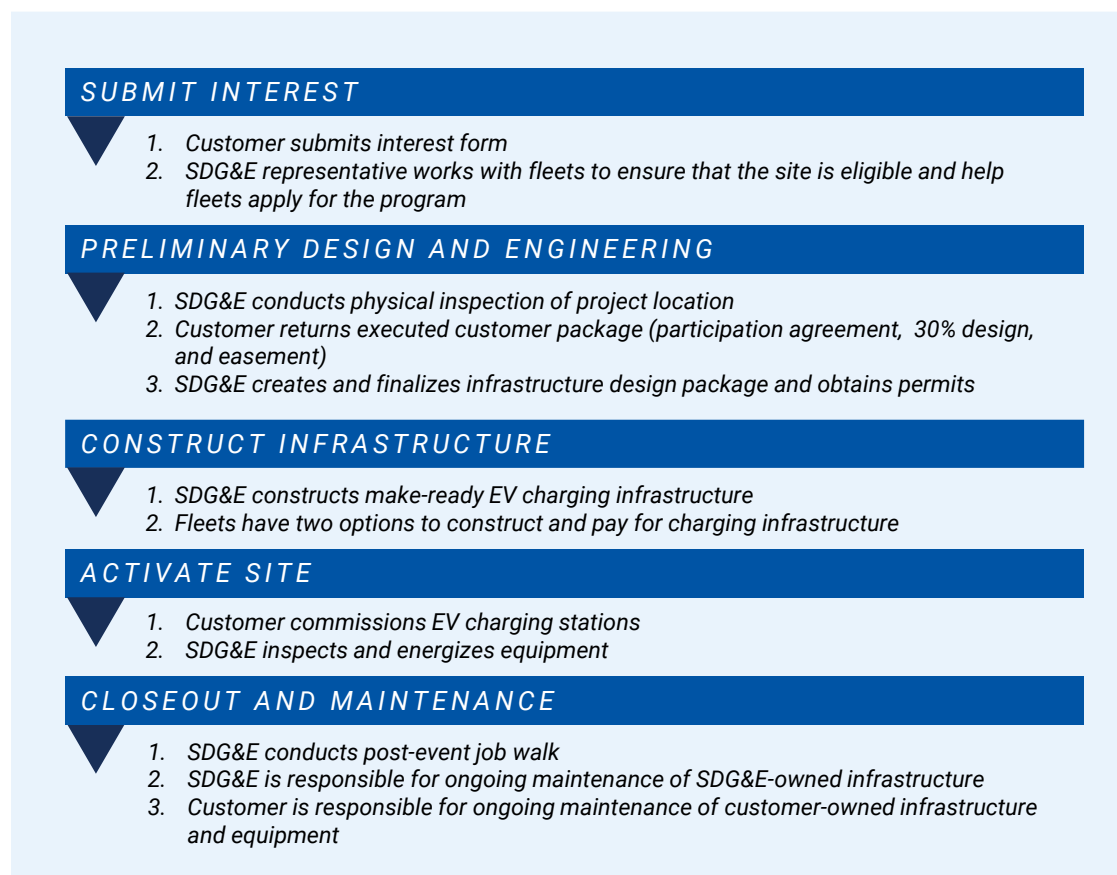 SUBMIT INTEREST
1. Customer submits interest form
2. SDG&E representative works with fleets to ensure that the site is eligible and help
fleets apply for the program
PRELIMINARY DESIGN AND ENGINEERING
1. SDG&E conducts physical inspection of project location
2. Customer returns executed customer package (participation agreement, 30% design,
and easement)
3. SDG&E creates and finalizes infrastructure design package and obtains permits
CONSTRUCT INFRASTRUCTURE
1. SDG&E constructs make-ready EV charging infrastructure
2. Fleets have two options to construct and pay for charging infrastructure
ACTIVATE SITE
1. Customer commissions EV charging stations
2. SDG&E inspects and energizes equipment
CLOSEOUT AND MAINTENANCE
1. SDG&E conducts post-event job walk
2. SDG&E is responsible for ongoing maintenance of SDG&E-owned infrastructure
3. Customer is responsible for ongoing maintenance of customer-owned infrastructure
and equipment